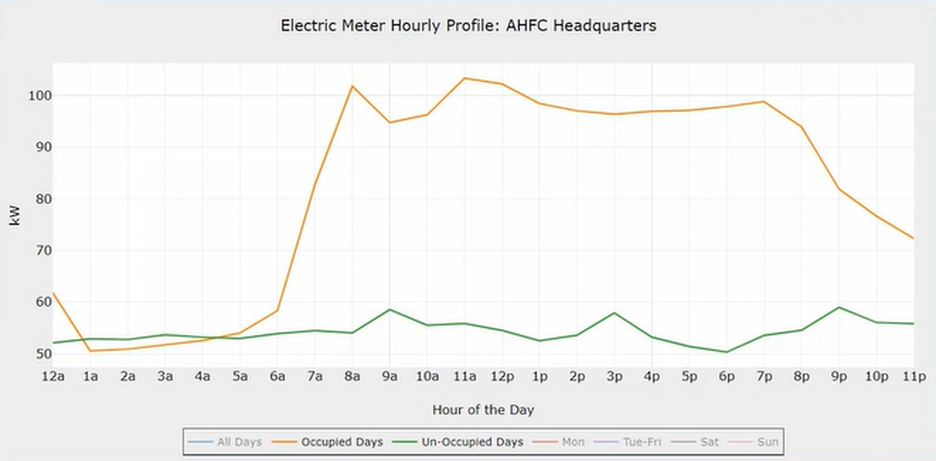 Electric Meter Hourly Profile: AHFC Headquarters
100
90
80
70
60
50
kW
12a 1a 2a 3a 4a 5a 6a 7a 8a 9a 10a 11a 12p 1p 2p 3p 4p 5p 6p 7p 8p 9p 10p 11p
Hour of the Day
All Days Occupied Days Un-Occupied Days Mon Tue-Fri Sat Sun